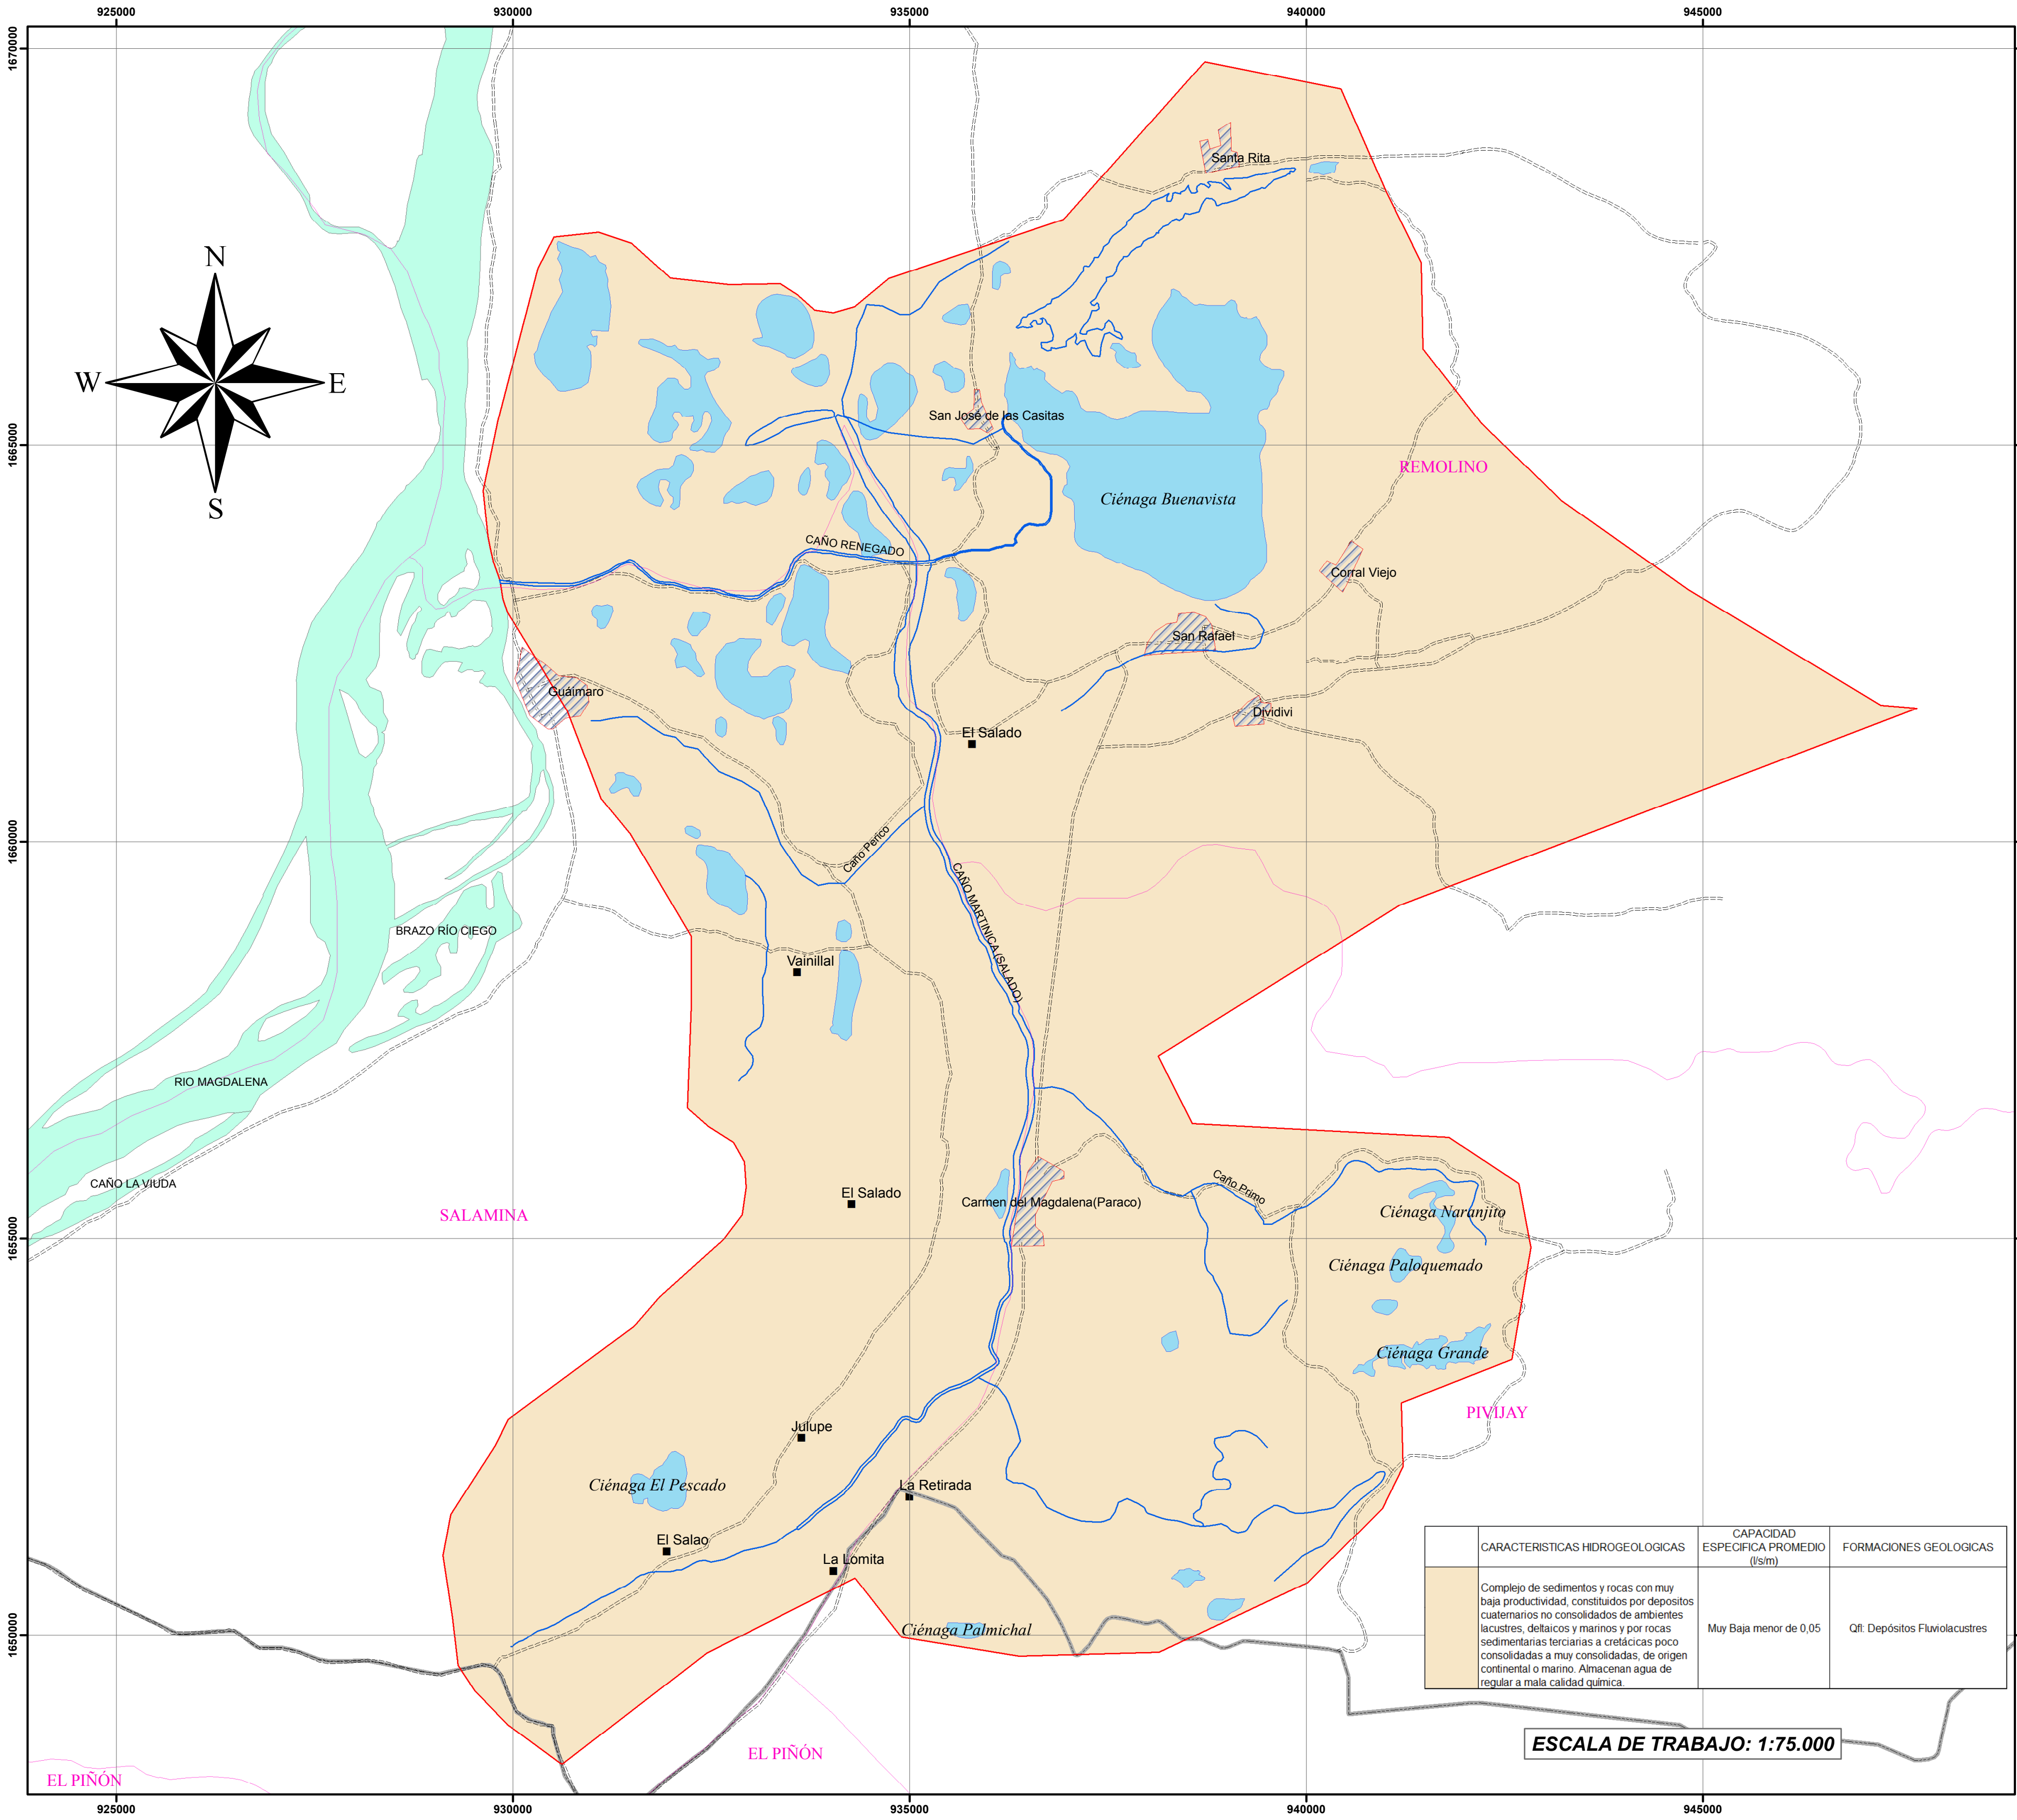 925000
930000
935000
940000
945000
1670000
1665000
1660000
1655000
1650000
N
W
E
S
Santa Rita
San José de las Casitas
REMOLINO
Ciénaga Buenavista
CAÑO RENEGADO
Corral Viejo
San Rafael
Guáimaro
Dividivi
El Salado
Caño Perico
CAÑO MARTINICA (SALADO)
BRAZO RÍO CIEGO
Vainillal
RIO MAGDALENA
CAÑO LA VIUDA
El Salado
Carmen del Magdalena(Paraco)
Caño Primo
SALAMINA
Ciénaga Naranjito
Ciénaga Paloquemado
Ciénaga Grande
PIVIJAY
Julupe
Ciénaga El Pescado
La Retirada
El Salao
La Lomita
Ciénaga Palmichal
EL PIÑÓN
EL PIÑÓN
CARACTERISTICAS HIDROGEOLOGICAS
CAPACIDAD
ESPECIFICA PROMEDIO
(l/s/m)
FORMACIONES GEOLOGICAS
Complejo de sedimentos y rocas con muy
baja productividad, constituidos por depositos
cuaternarios no consolidados de ambientes
lacustres, deltaicos y marinos y por rocas
sedimentarias terciarias a cretácicas poco
consolidadas a muy consolidadas, de origen
continental o marino. Almacenan agua de
regular a mala calidad química.
Muy Baja menor de 0,05
Qfl: Depósitos Fluviolacustres
ESCALA DE TRABAJO: 1:75.000
925000
930000
935000
940000
945000